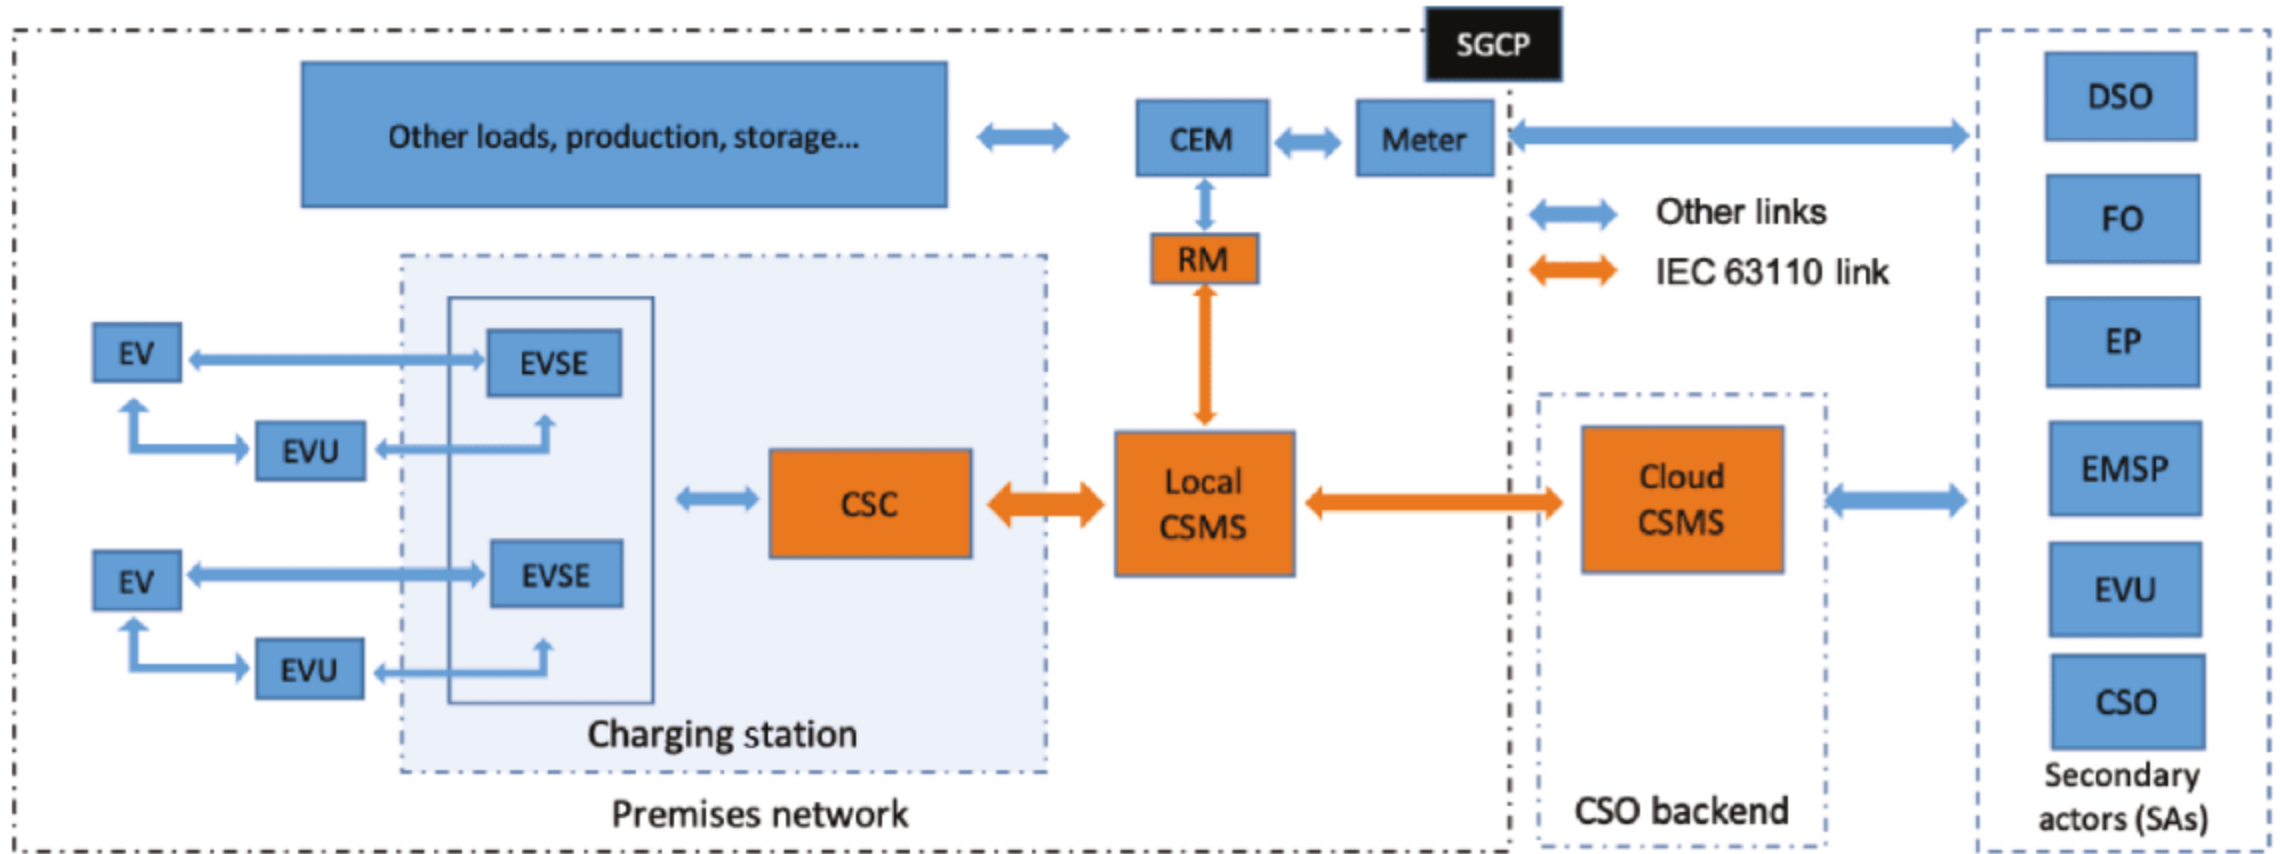 SGCP
Other loads, production, storage...
CEM
Meter
DSO
Other links
FO
RM
IEC 63110 link
EV
EVSE
EP
EVU
CSC
Local
CSMS
Cloud
CSMS
EMSP
EV
EVSE
EVU
EVU
CSO
Charging station
Premises network
CSO backend
Secondary
actors (SAs)